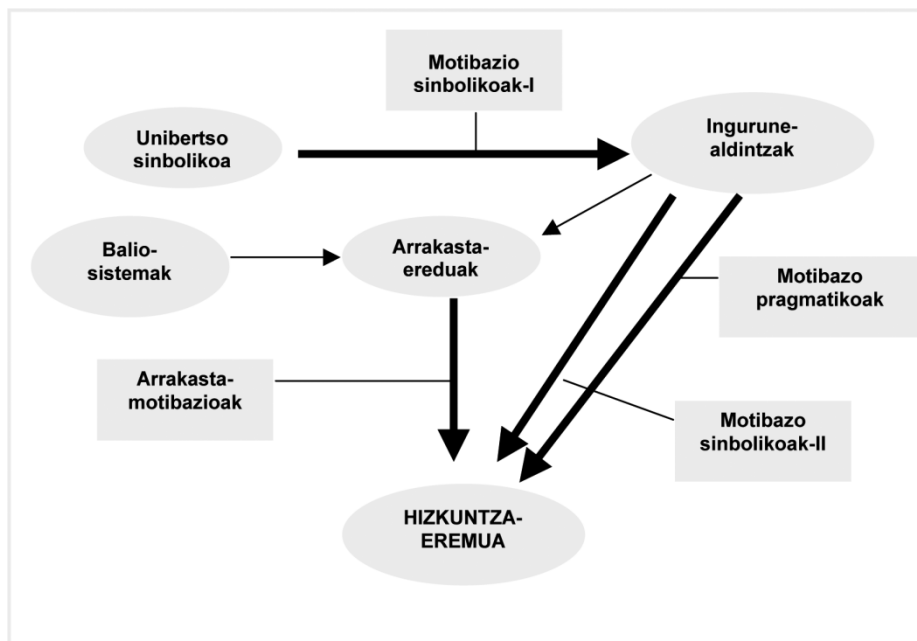 Motibazio
sinbolikoak-I
Unibertso
sinbolikoa
Ingurune-
aldintzak
Balio-
sistemak
Arrakasta-
ereduak
Motibazo
pragmatikoak
Arrakasta-
motibazioak
Motibazo
sinbolikoak-II
HIZKUNTZA-
EREMUA